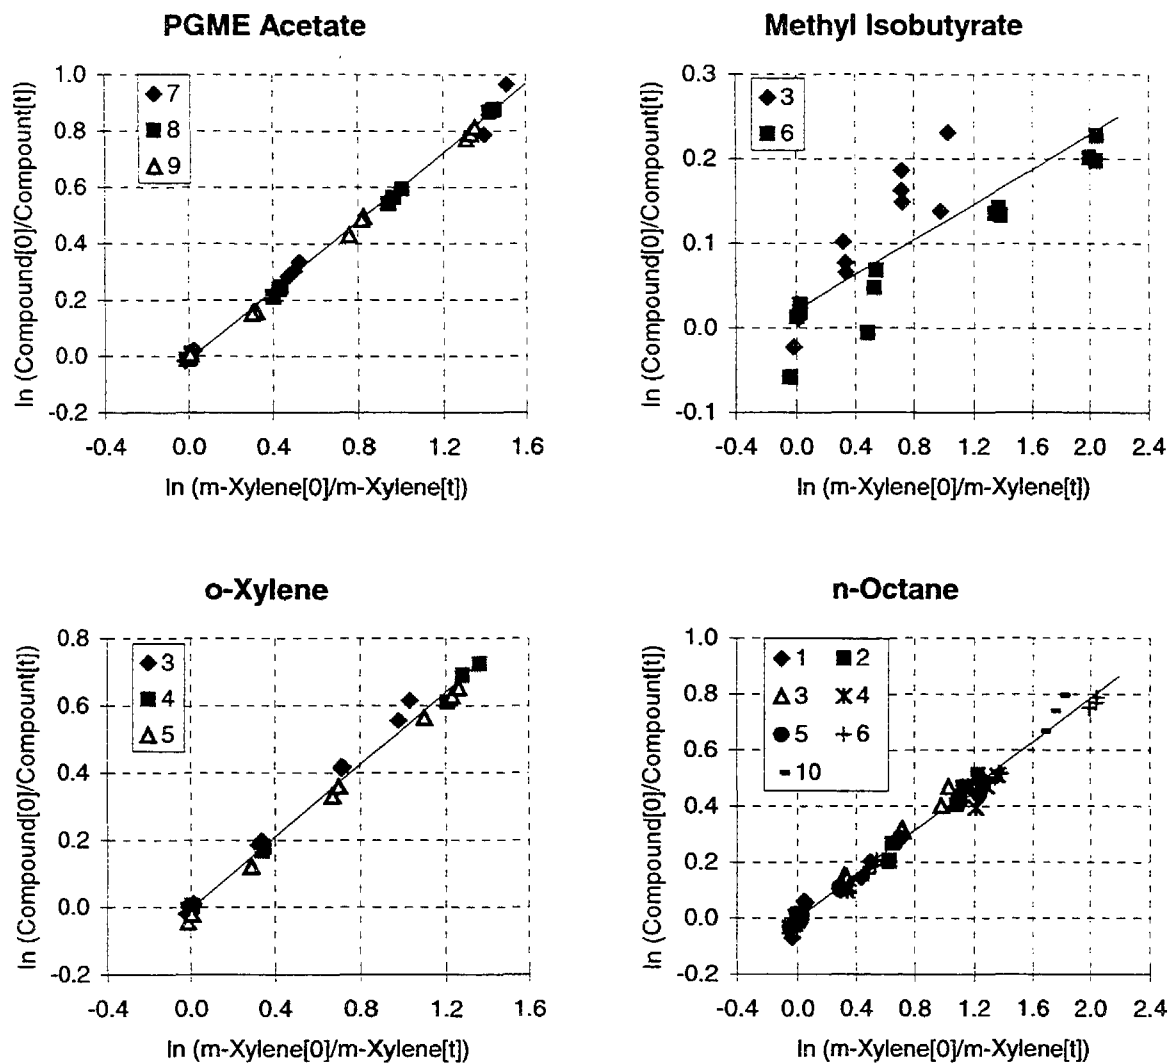 PGME Acetate
ln (Compound[0]/Compount[t])
1.0
0.8
0.6
0.4
0.2
0.0
-0.2
7
8
9
-0.4 0.0 0.4 0.8 1.2 1.6
ln (m-Xylene[0]/m-Xylene[t])
Methyl Isobutyrate
ln (Compound[0]/Compount[t])
0.3
0.2
0.1
0.0
-0.1
3
6
-0.4 0.0 0.4 0.8 1.2 1.6 2.0 2.4
ln (m-Xylene[0]/m-Xylene[t])
o-Xylene
ln (Compound[0]/Compount[t])
0.8
0.6
0.4
0.2
0.0
-0.2
3
4
5
-0.4 0.0 0.4 0.8 1.2 1.6
ln (m-Xylene[0]/m-Xylene[t])
n-Octane
ln (Compound[0]/Compount[t])
1.0
0.8
0.6
0.4
0.2
0.0
-0.2
1 2
3 4
5 6
10
-0.4 0.0 0.4 0.8 1.2 1.6 2.0 2.4
ln (m-Xylene[0]/m-Xylene[t])